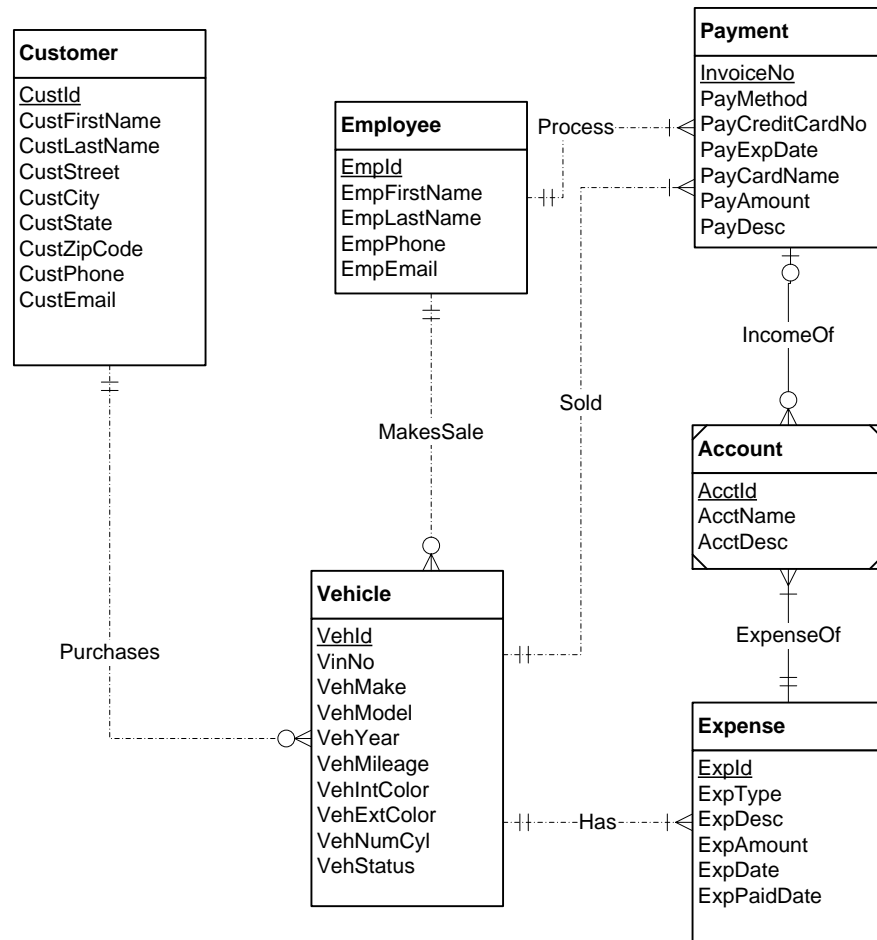 Customer
CustId
CustFirstName
CustLastName
CustStreet
CustCity
CustState
CustZipCode
CustPhone
CustEmail
Employee
EmpId
EmpFirstName
EmpLastName
EmpPhone
EmpEmail
Process
Payment
InvoiceNo
PayMethod
PayCreditCardNo
PayExpDate
PayCardName
PayAmount
PayDesc
IncomeOf
Sold
MakesSale
Account
AcctId
AcctName
AcctDesc
Purchases
Vehicle
VehId
VinNo
VehMake
VehModel
VehYear
VehMileage
VehIntColor
VehExtColor
VehNumCyl
VehStatus
ExpenseOf
Has
Expense
ExpId
ExpType
ExpDesc
ExpAmount
ExpDate
ExpPaidDate